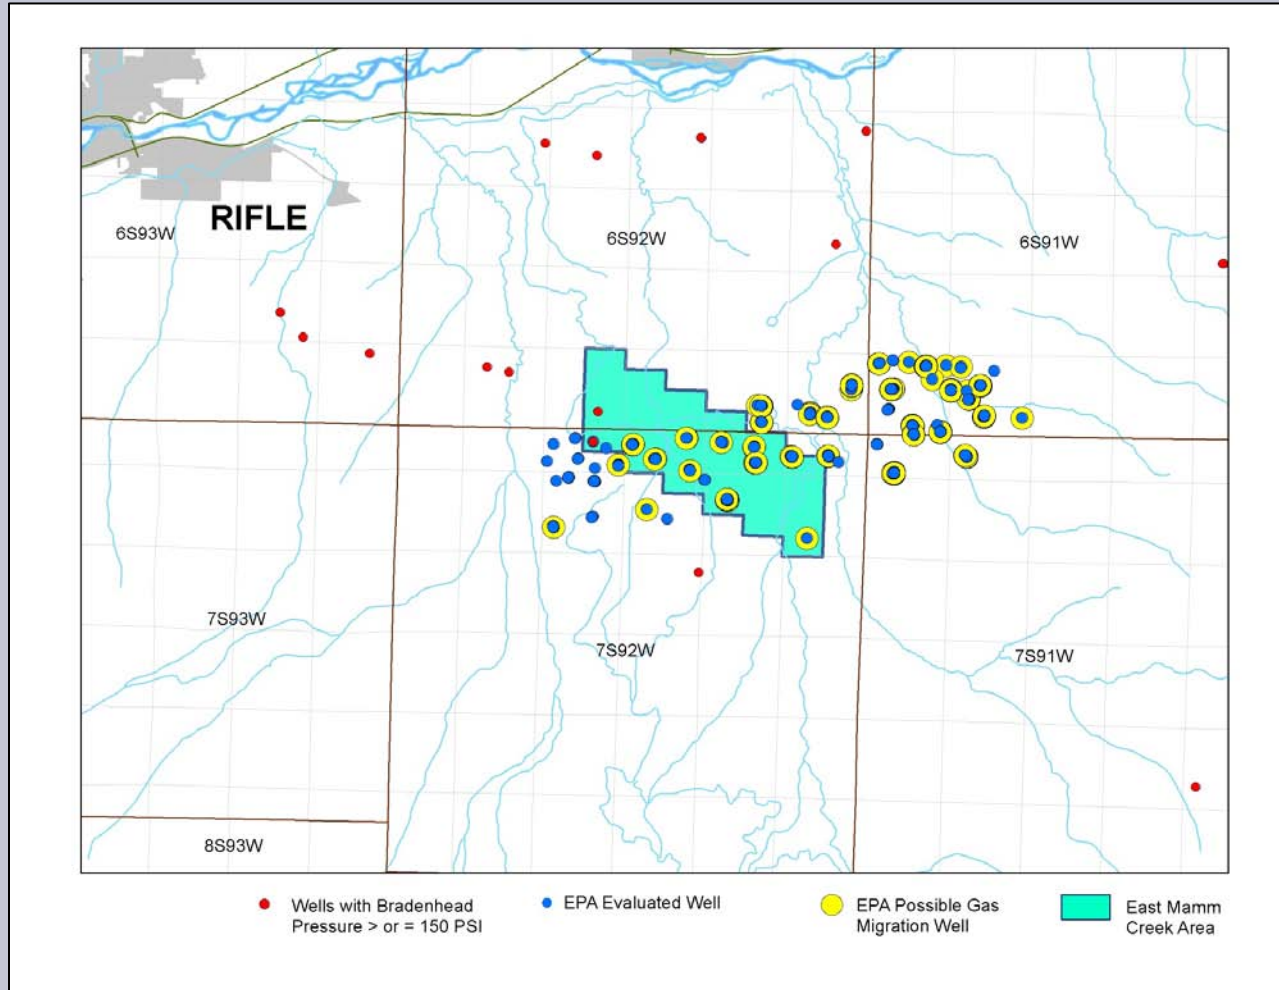 RIFLE
6S93W
6S92W
6S91W
7S93W
7S92W
7S91W
8S93W
Wells with Bradenhead
Pressure > or = 150 PSI
EPA Evaluated Well
EPA Possible Gas
Migration Well
East Mamm
Creek Area